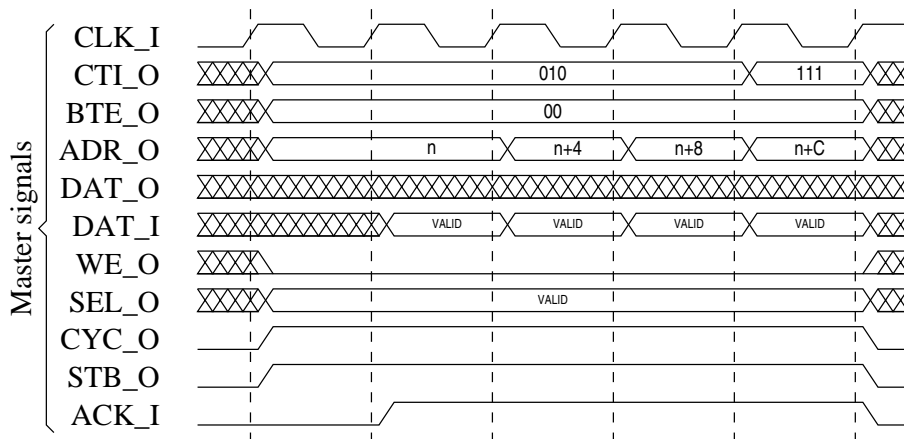 Master signals
CLK_I
CTI_O 010 111
BTE_O 00
ADR_O n n+4 n+8 n+C
DAT_O
DAT_I VALID VALID VALID VALID
WE_O
SEL_O VALID
CYC_O
STB_O
ACK_I